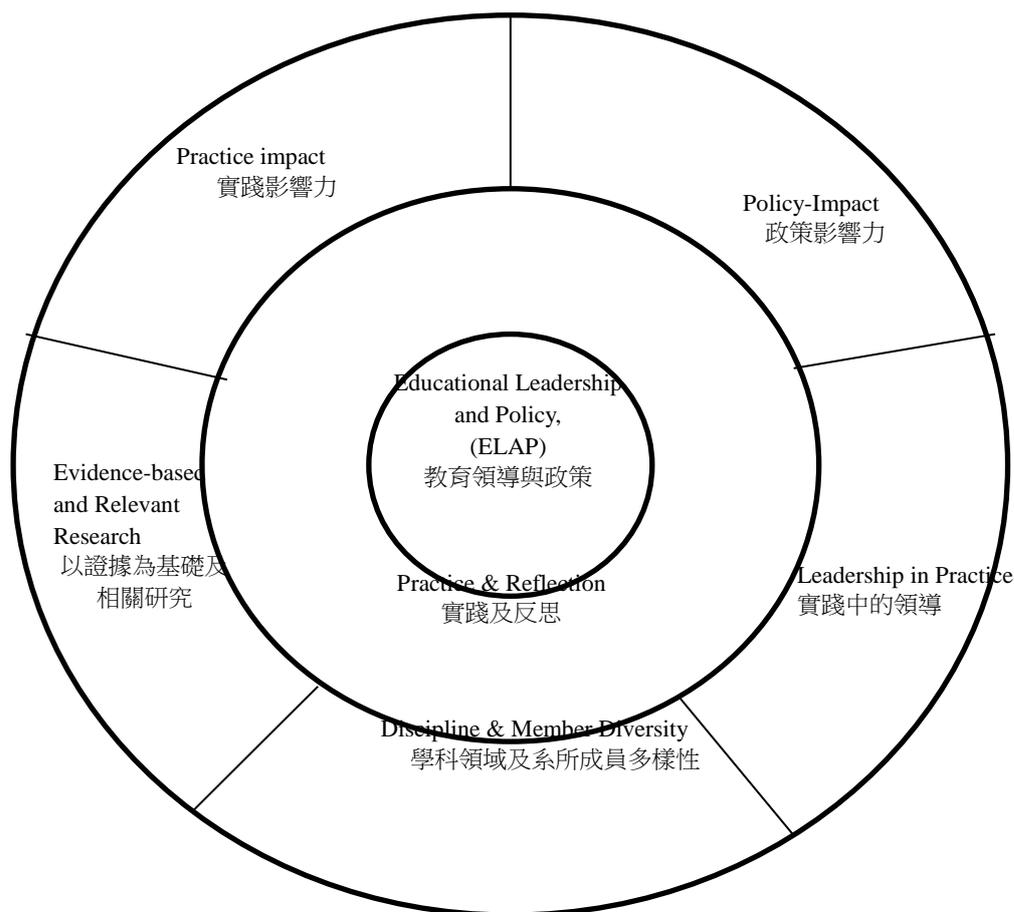 Practice impact
實踐影響力
Policy-Impact
政策影響力
Educational Leadership
and Policy,
(ELAP)
教育領導與政策
Evidence-based
and Relevant
Research
以證據為基礎及
相關研究
Practice & Reflection
實踐及反思
Leadership in Practice
實踐中的領導
Discipline & Member Diversity
學科領域及系所成員多樣性